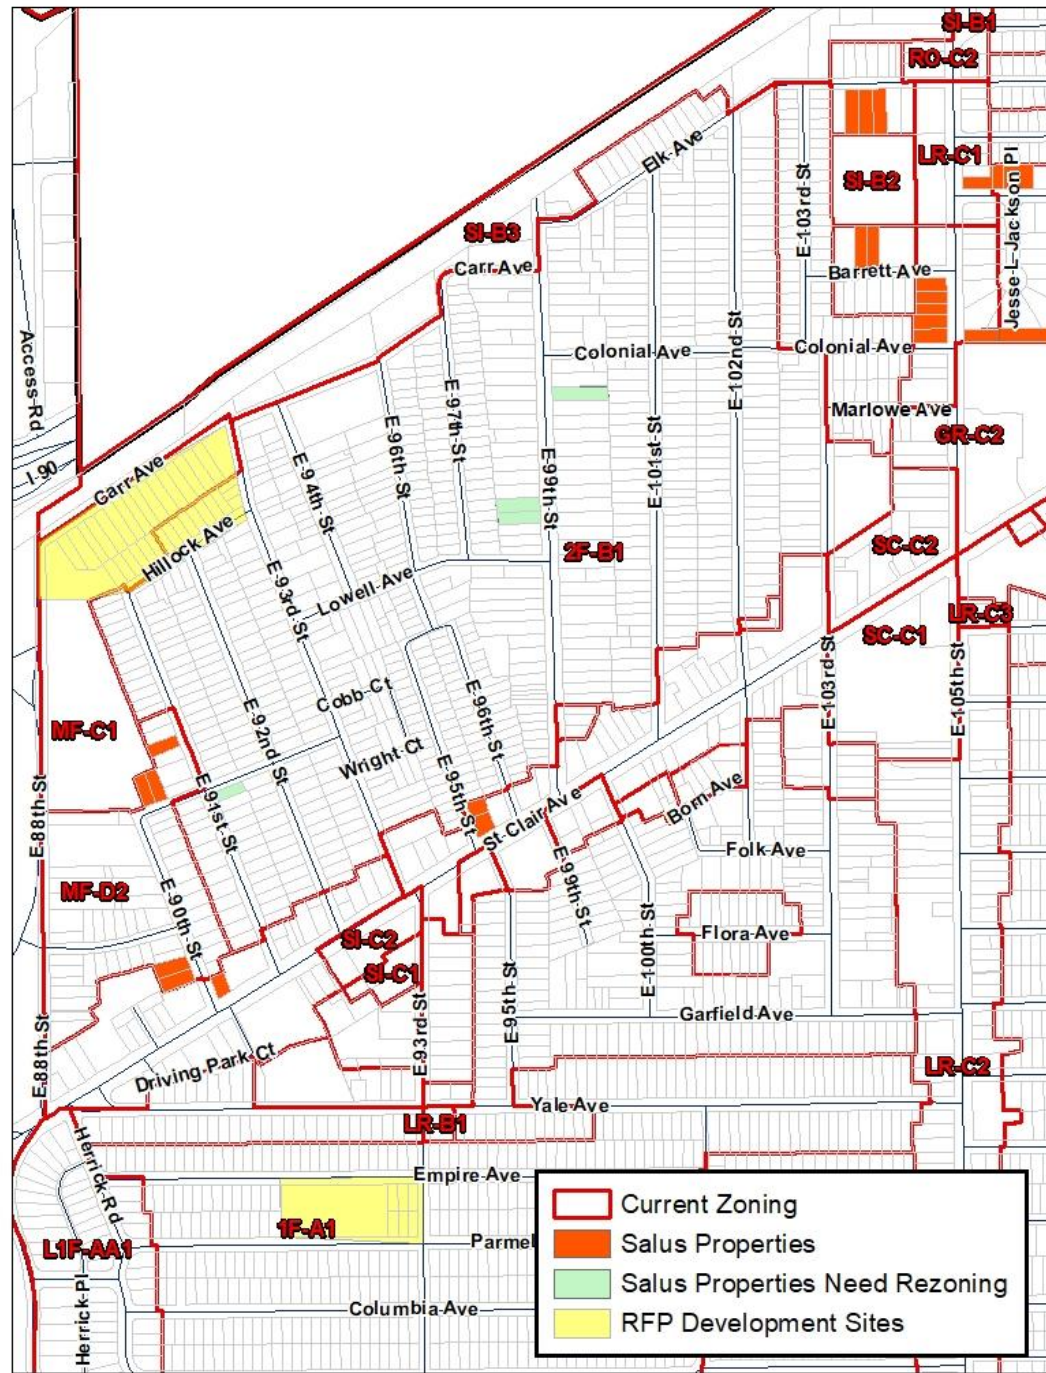 SI-B1
RO-C2
LR-C1
Elk Ave
SI-B2
E 103rd St
Jesse L Jackson Pl
SI-B3
Carr Ave
Barrett Ave
Access Rd
Colonial Ave
E 102nd St
Colonial Ave
E 97th St
E 96th St
Marlowe Ave
GR-C2
I-90
Carr Ave
E 94th St
E 99th St
E 101st St
Hillock Ave
2F-B1
SC-C2
E 93rd St
Lowell Ave
LR-C3
SC-C1
E 103rd St
E 105th St
Cobb Ct
E 96th St
MF-C1
E 92nd St
Wright Ct
E 91st St
E 95th St
St Clair Ave
Born Ave
E 88th St
Folk Ave
MF-D2
E 90th St
E 99th St
E 100th St
Flora Ave
SI-C2
SI-C1
E 95th St
E 93rd St
Garfield Ave
E 88th St
Driving Park Ct
LR-C2
Yale Ave
LR-B1
Herrick Rd
Empire Ave
1F-A1
L1F-AA1
Parmel
Herrick Pl
Columbia Ave
Current Zoning
Salus Properties
Salus Properties Need Rezoning
RFP Development Sites